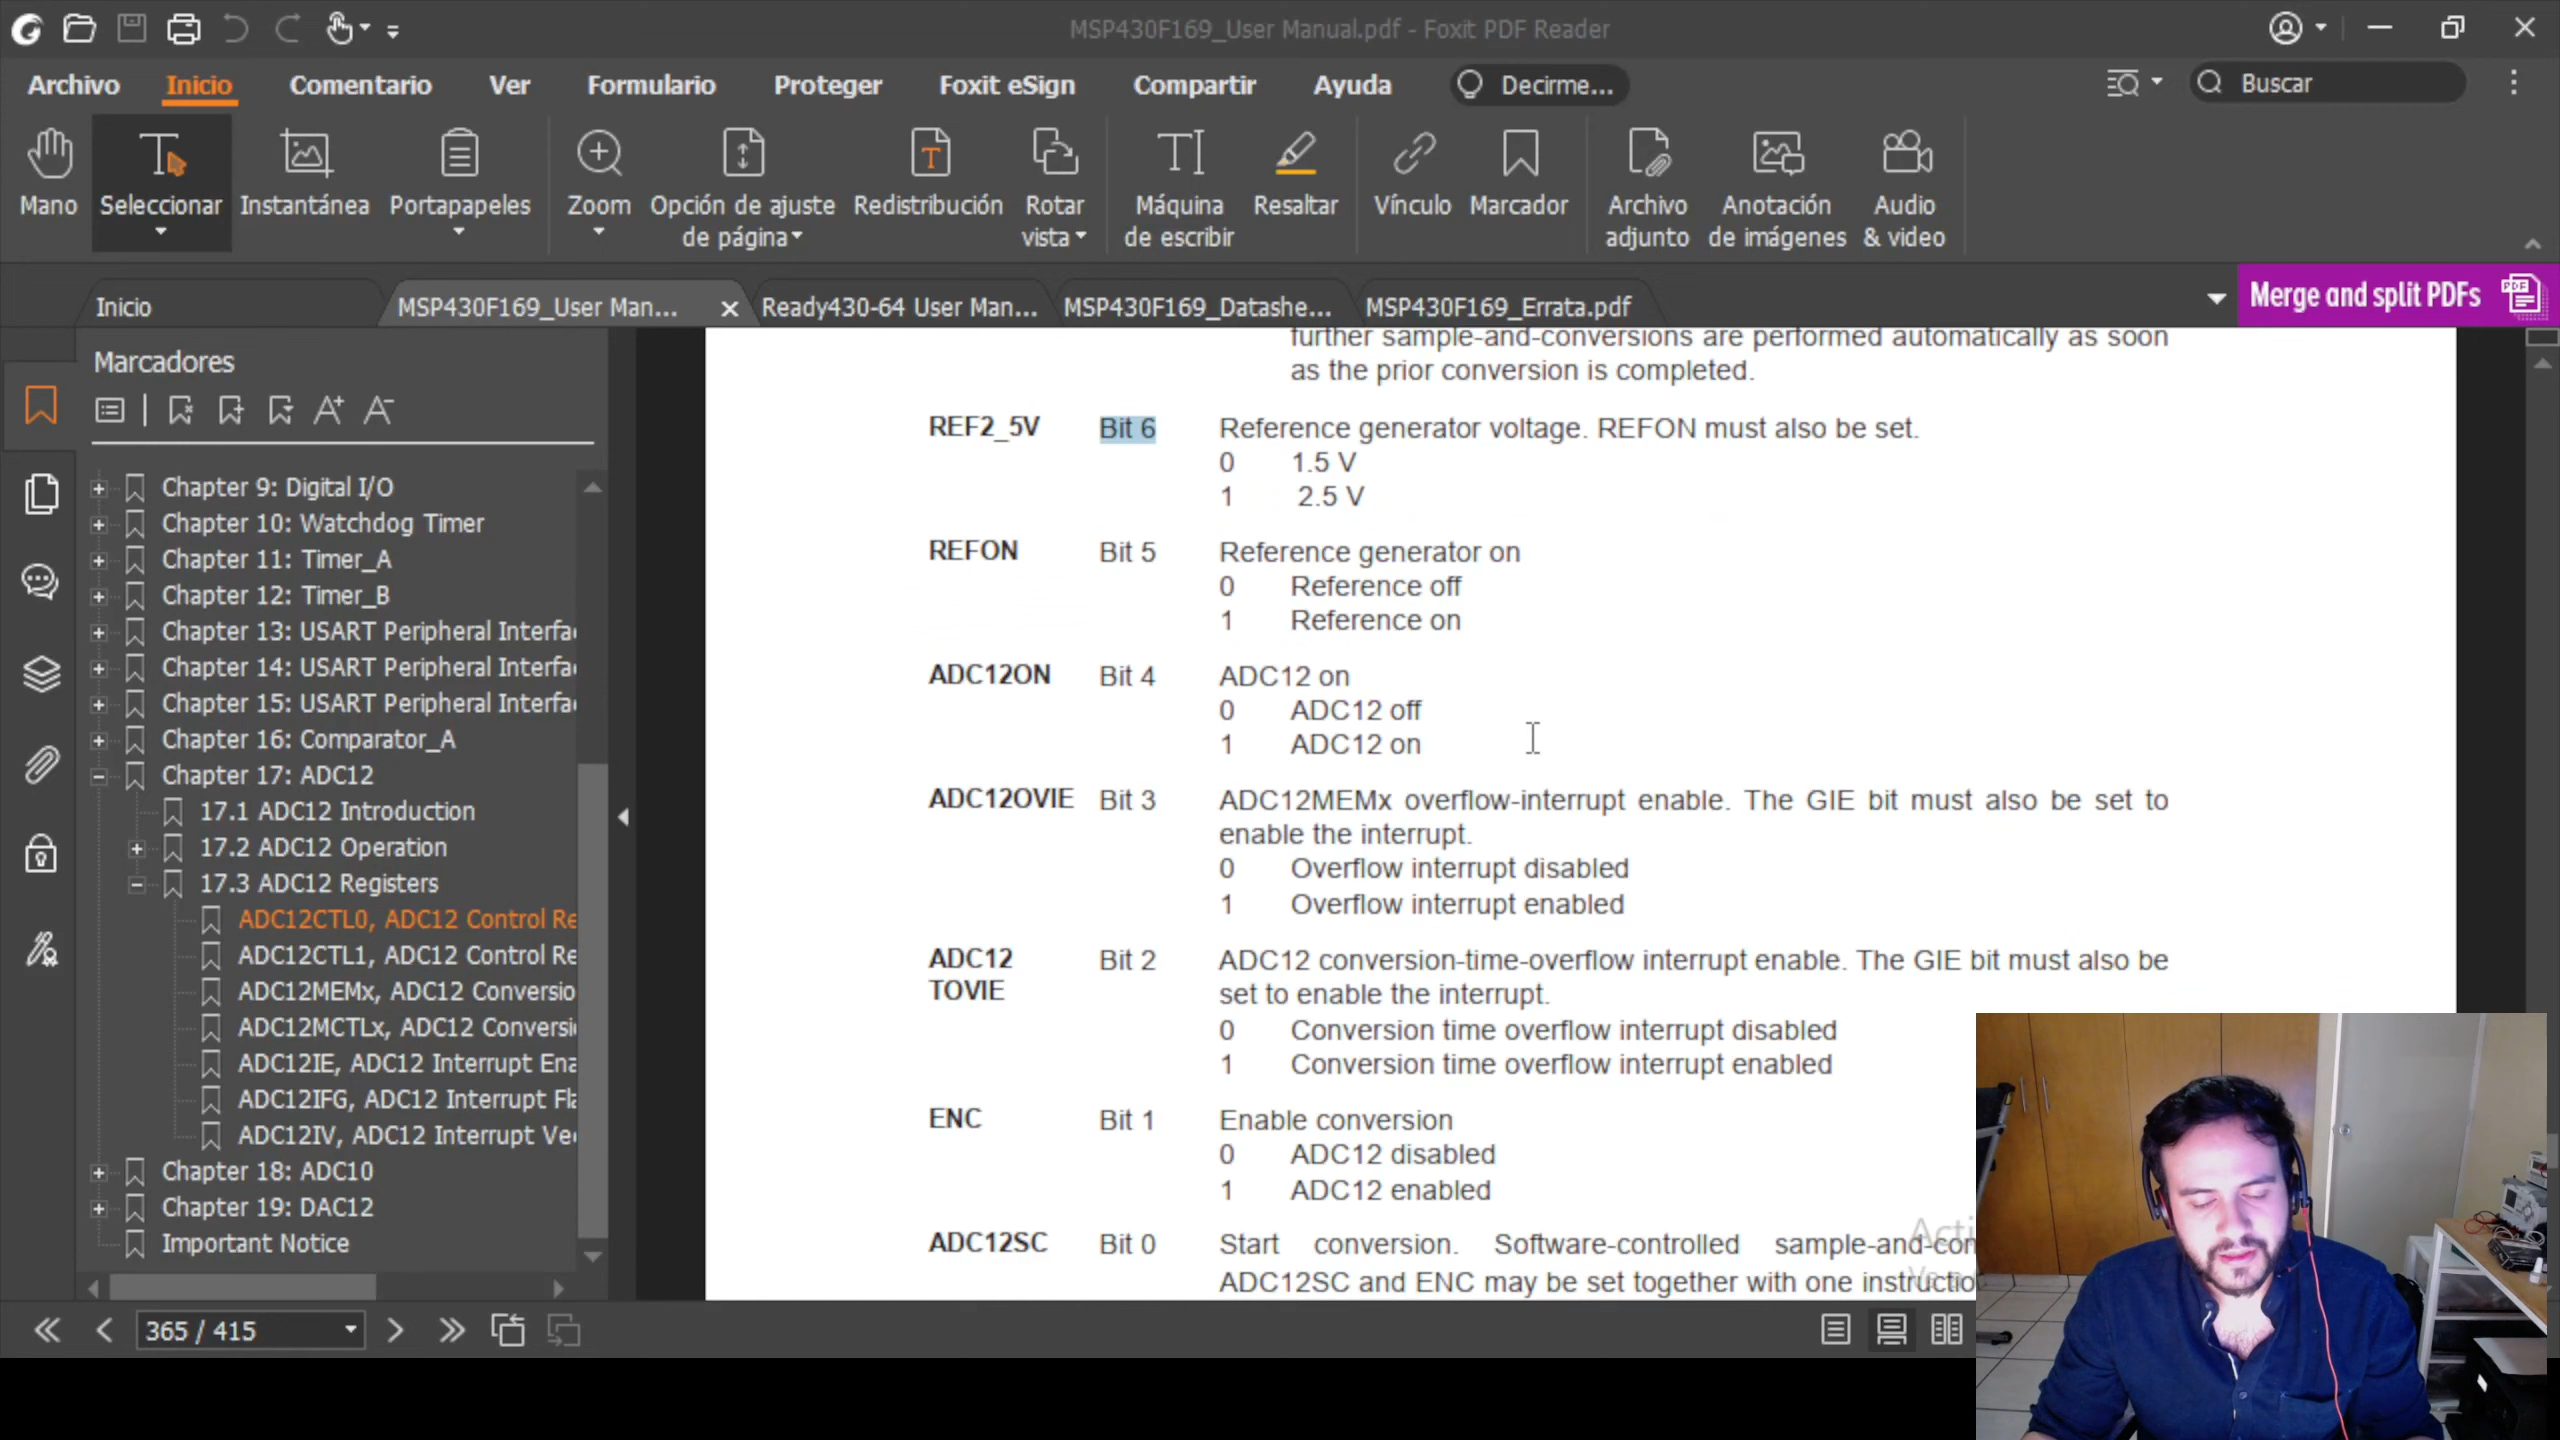 MSP430F169_User Manual.pdf - Foxit PDF Reader
Archivo Inicio Comentario Ver Formulario Proteger Foxit eSign Compartir Ayuda Decirme... Buscar
Mano Seleccionar Instantánea Portapapeles Zoom Opción de ajuste de página Redistribución Rotar vista Máquina de escribir Resaltar Vínculo Marcador Archivo adjunto Anotación de imágenes Audio & video
Inicio MSP430F169_User Man... Ready430-64 User Man... MSP430F169_Datashe... MSP430F169_Errata.pdf Merge and split PDFs
Marcadores
Chapter 9: Digital I/O
Chapter 10: Watchdog Timer
Chapter 11: Timer_A
Chapter 12: Timer_B
Chapter 13: USART Peripheral Interfa
Chapter 14: USART Peripheral Interfa
Chapter 15: USART Peripheral Interfa
Chapter 16: Comparator_A
Chapter 17: ADC12
17.1 ADC12 Introduction
17.2 ADC12 Operation
17.3 ADC12 Registers
ADC12CTL0, ADC12 Control Re
ADC12CTL1, ADC12 Control Re
ADC12MEMx, ADC12 Conversio
ADC12MCTLx, ADC12 Conversi
ADC12IE, ADC12 Interrupt Ena
ADC12IFG, ADC12 Interrupt Fla
ADC12IV, ADC12 Interrupt Ve
Chapter 18: ADC10
Chapter 19: DAC12
Important Notice
further sample-and-conversions are performed automatically as soon
as the prior conversion is completed.
REF2_5V Bit 6 Reference generator voltage. REFON must also be set.
0 1.5 V
1 2.5 V
REFON Bit 5 Reference generator on
0 Reference off
1 Reference on
ADC12ON Bit 4 ADC12 on
0 ADC12 off
1 ADC12 on
ADC12OVIE Bit 3 ADC12MEMx overflow-interrupt enable. The GIE bit must also be set to
enable the interrupt.
0 Overflow interrupt disabled
1 Overflow interrupt enabled
ADC12 Bit 2 ADC12 conversion-time-overflow interrupt enable. The GIE bit must also be
TOVIE set to enable the interrupt.
0 Conversion time overflow interrupt disabled
1 Conversion time overflow interrupt enabled
ENC Bit 1 Enable conversion
0 ADC12 disabled
1 ADC12 enabled
ADC12SC Bit 0 Start conversion. Software-controlled sample-and-con
ADC12SC and ENC may be set together with one instructio
365 / 415